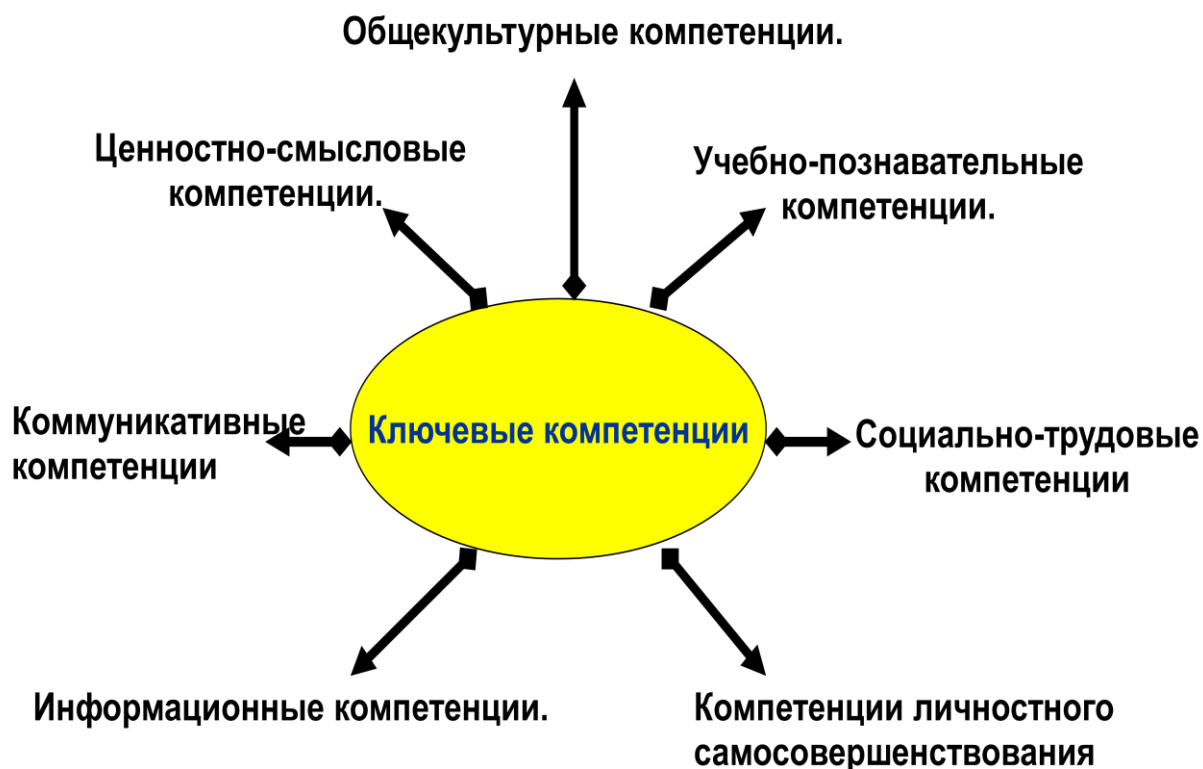 Общекультурные компетенции.
Ценностно-смысловые
компетенции.
Учебно-познавательные
компетенции.
Коммуникативные
компетенции
Ключевые компетенции
Социально-трудовые
компетенции
Информационные компетенции.
Компетенции личностного
самосовершенствования